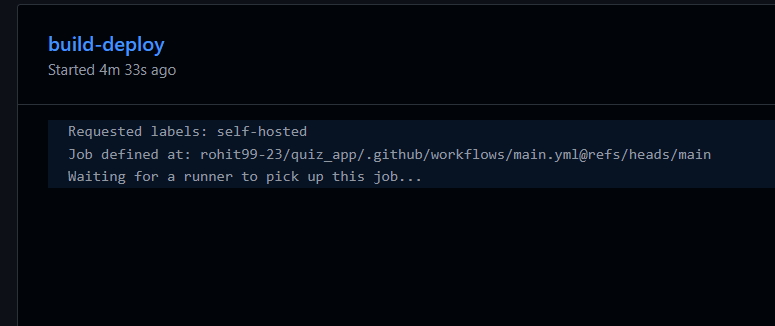 build-deploy
Started 4m 33s ago
Requested labels: self-hosted
Job defined at: rohit99-23/quiz_app/.github/workflows/main.yml@refs/heads/main
Waiting for a runner to pick up this job...